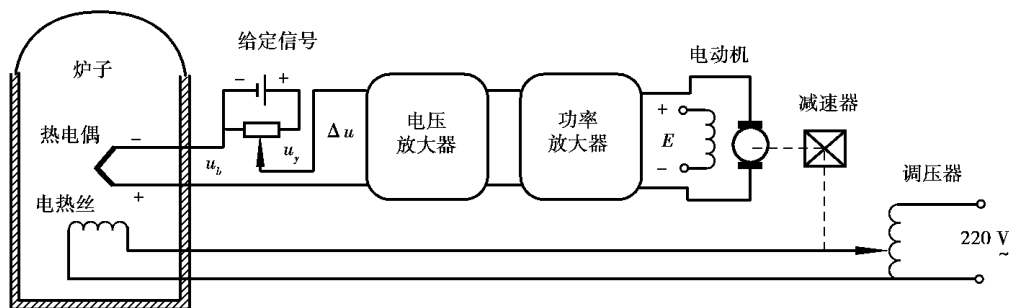 给定信号
电动机
炉子
− +
减速器
热电偶
−
u_b
u_y
Δu
电压
放大器
功率
放大器
+
E
−
+
电热丝
调压器
220 V
~